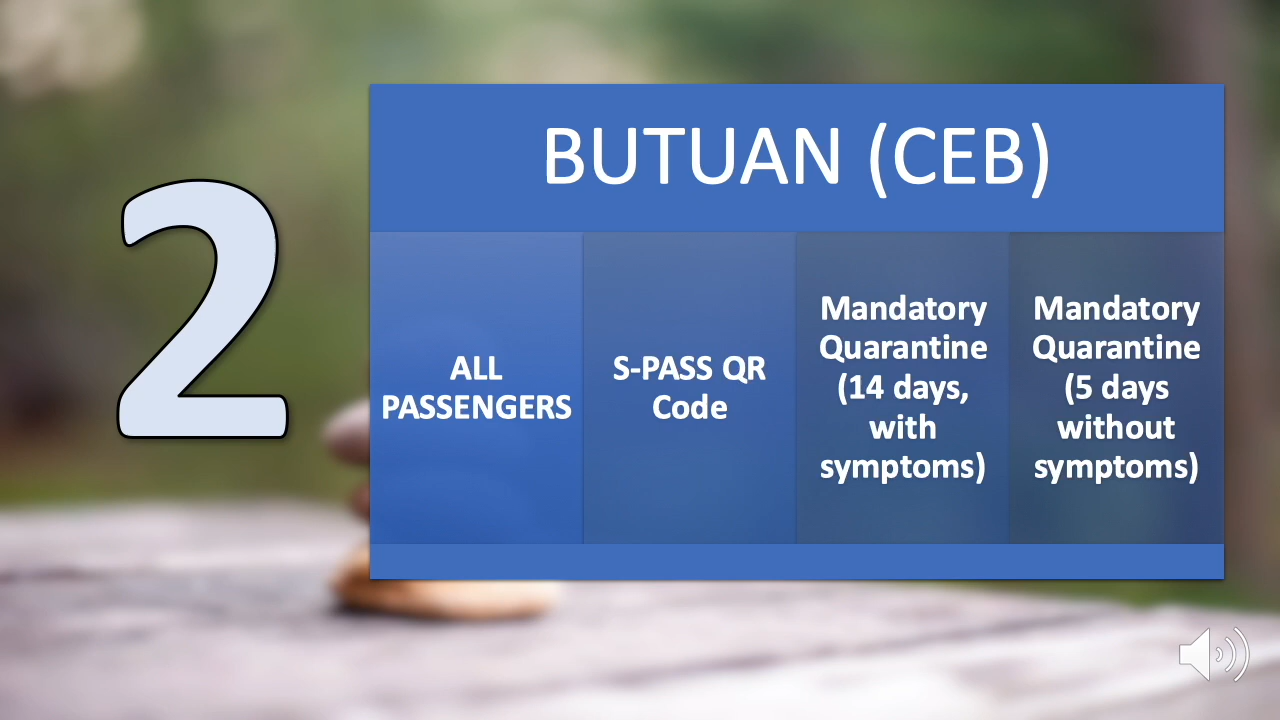 2
BUTUAN (CEB)
ALL
PASSENGERS
S-PASS QR
Code
Mandatory
Quarantine
(14 days,
with
symptoms)
Mandatory
Quarantine
(5 days
without
symptoms)